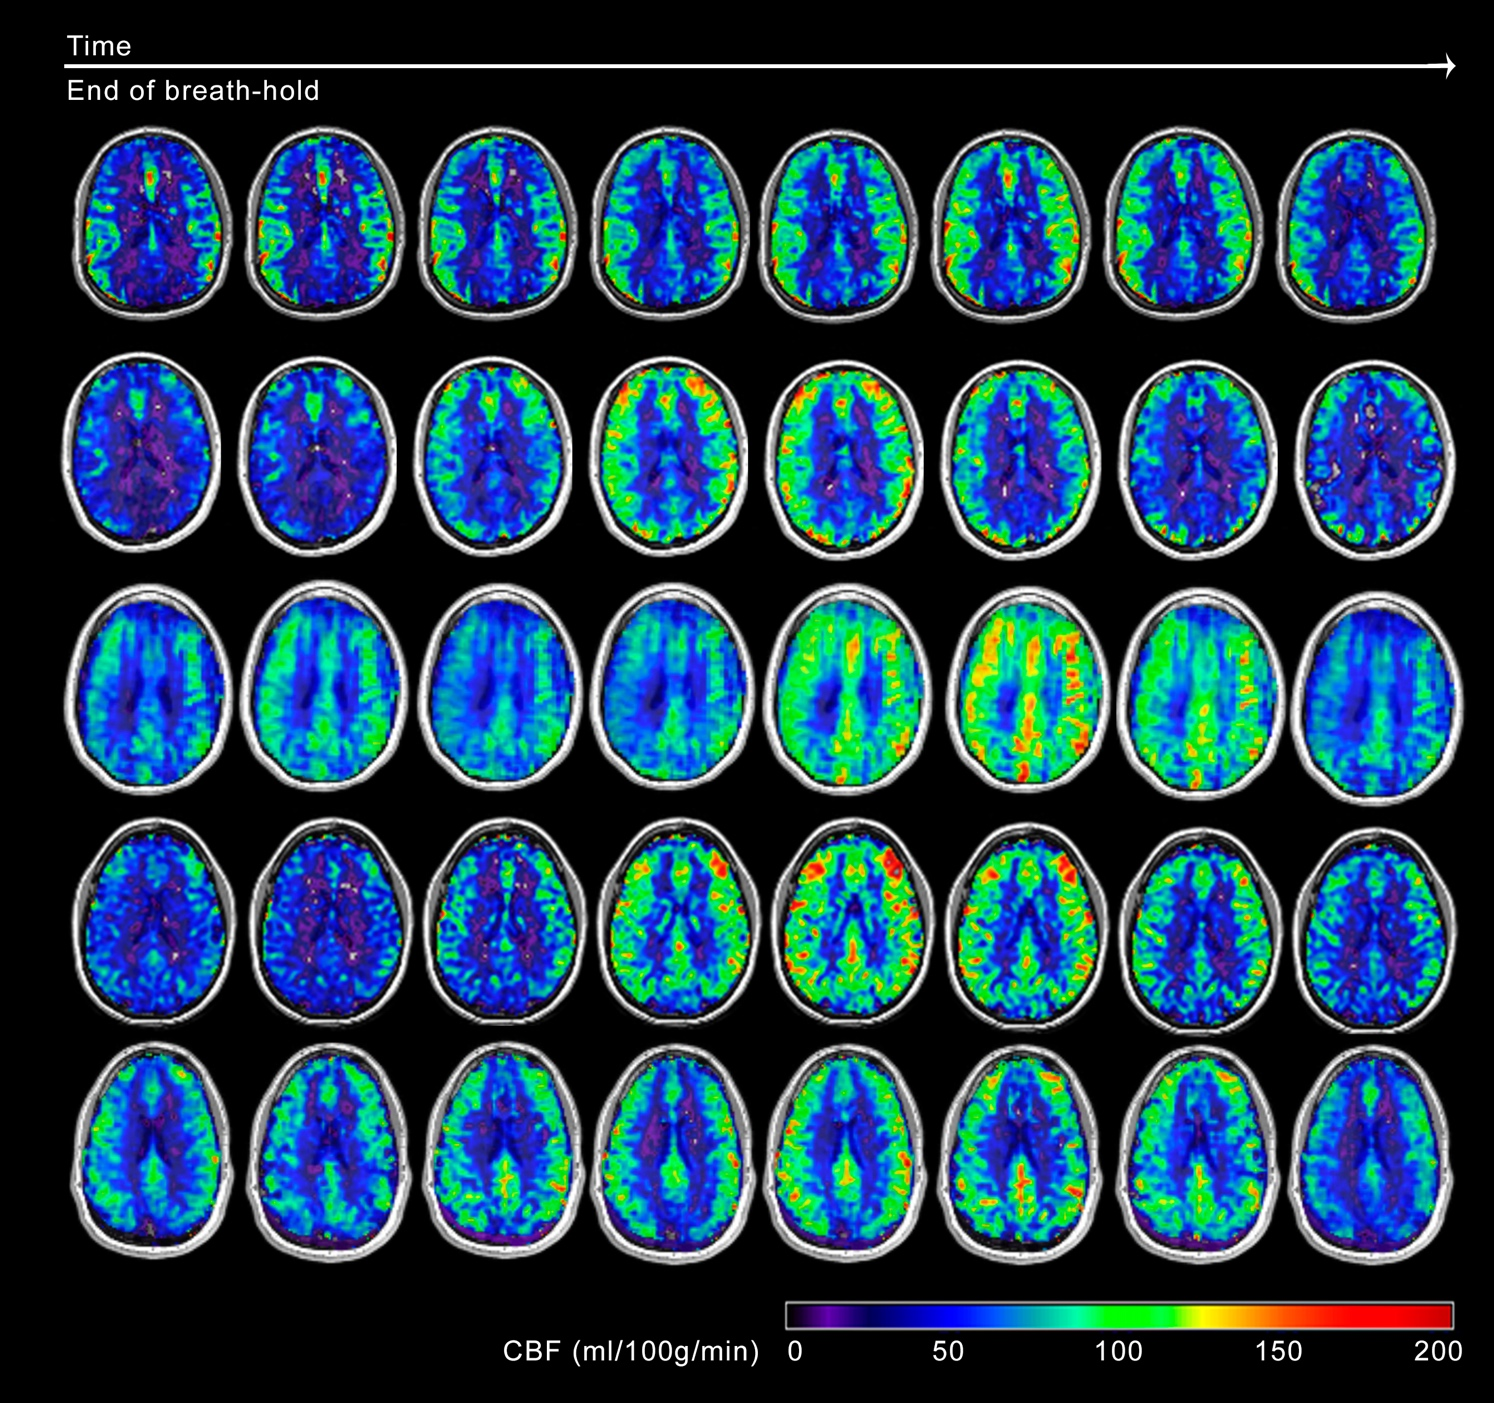 Time
End of breath-hold
CBF (ml/100g/min) 0 50 100 150 200